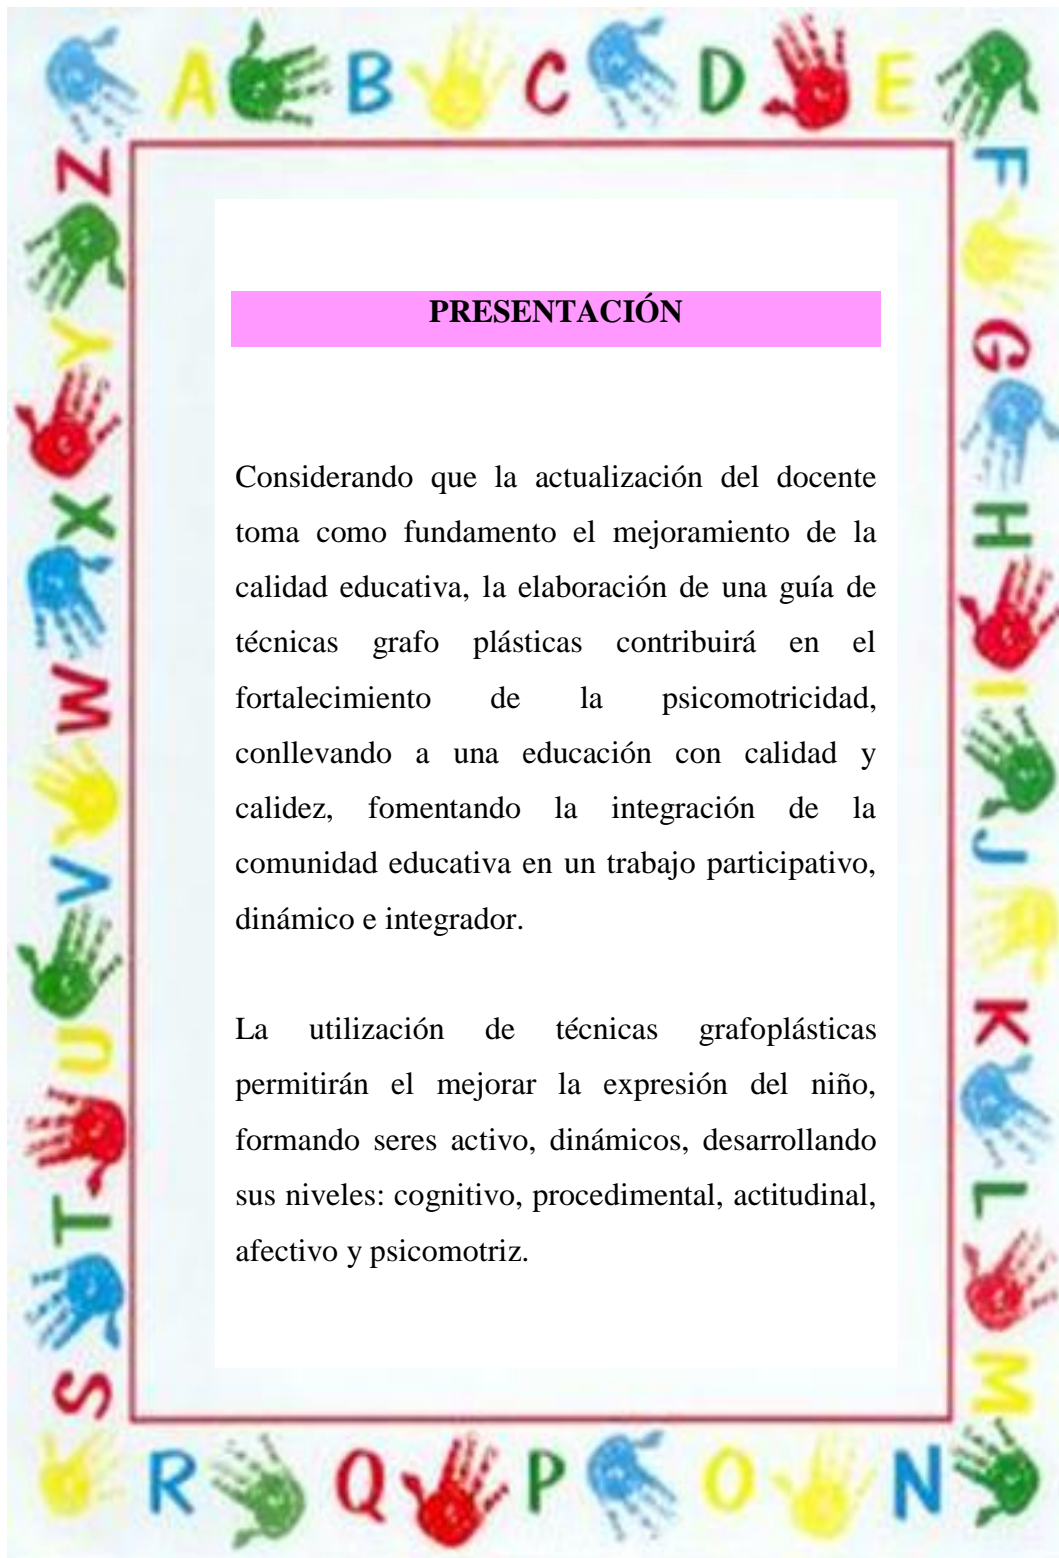 A B C D E
F
G
H
I
J
K
L
M
N
O
P
Q
R
S
T
U
V
W
X
Y
Z
PRESENTACIÓN
Considerando que la actualización del docente
toma como fundamento el mejoramiento de la
calidad educativa, la elaboración de una guía de
técnicas grafo plásticas contribuirá en el
fortalecimiento de la psicomotricidad,
conllevando a una educación con calidad y
calidez, fomentando la integración de la
comunidad educativa en un trabajo participativo,
dinámico e integrador.
La utilización de técnicas grafoplásticas
permitirán el mejorar la expresión del niño,
formando seres activo, dinámicos, desarrollando
sus niveles: cognitivo, procedimental, actitudinal,
afectivo y psicomotriz.